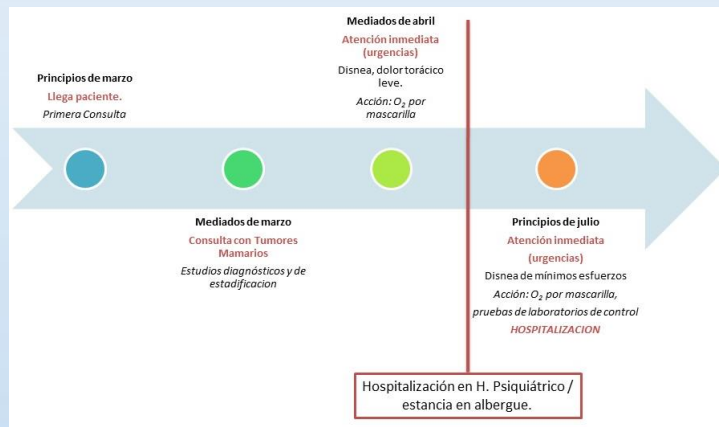 Principios de marzo
Llega paciente.
Primera Consulta
Mediados de marzo
Consulta con Tumores
Mamarios
Estudios diagnósticos y de
estadificacion
Mediados de abril
Atención inmediata
(urgencias)
Disnea, dolor torácico
leve.
Acción: O₂ por
mascarilla
Principios de julio
Atención inmediata
(urgencias)
Disnea de mínimos esfuerzos
Acción: O₂ por mascarilla,
pruebas de laboratorios de control
HOSPITALIZACION
Hospitalización en H. Psiquiátrico /
estancia en albergue.